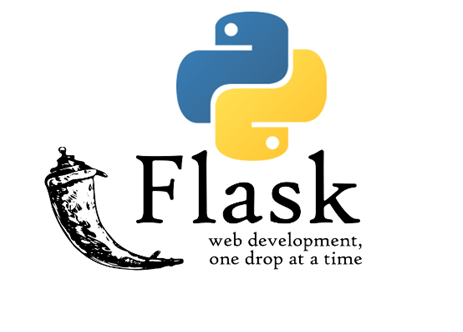 Flask
web development,
one drop at a time